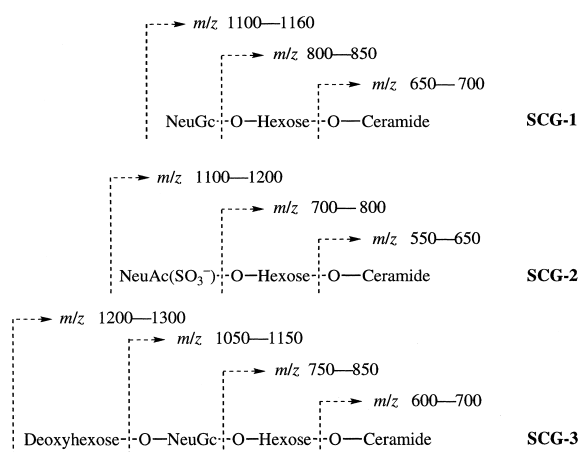 m/z 1100—1160
m/z 800—850
m/z 650—700
NeuGc-O-Hexose-O-Ceramide SCG-1
m/z 1100—1200
m/z 700—800
m/z 550—650
NeuAc(SO₃⁻)-O-Hexose-O-Ceramide SCG-2
m/z 1200—1300
m/z 1050—1150
m/z 750—850
m/z 600—700
Deoxyhexose-O-NeuGc-O-Hexose-O-Ceramide SCG-3